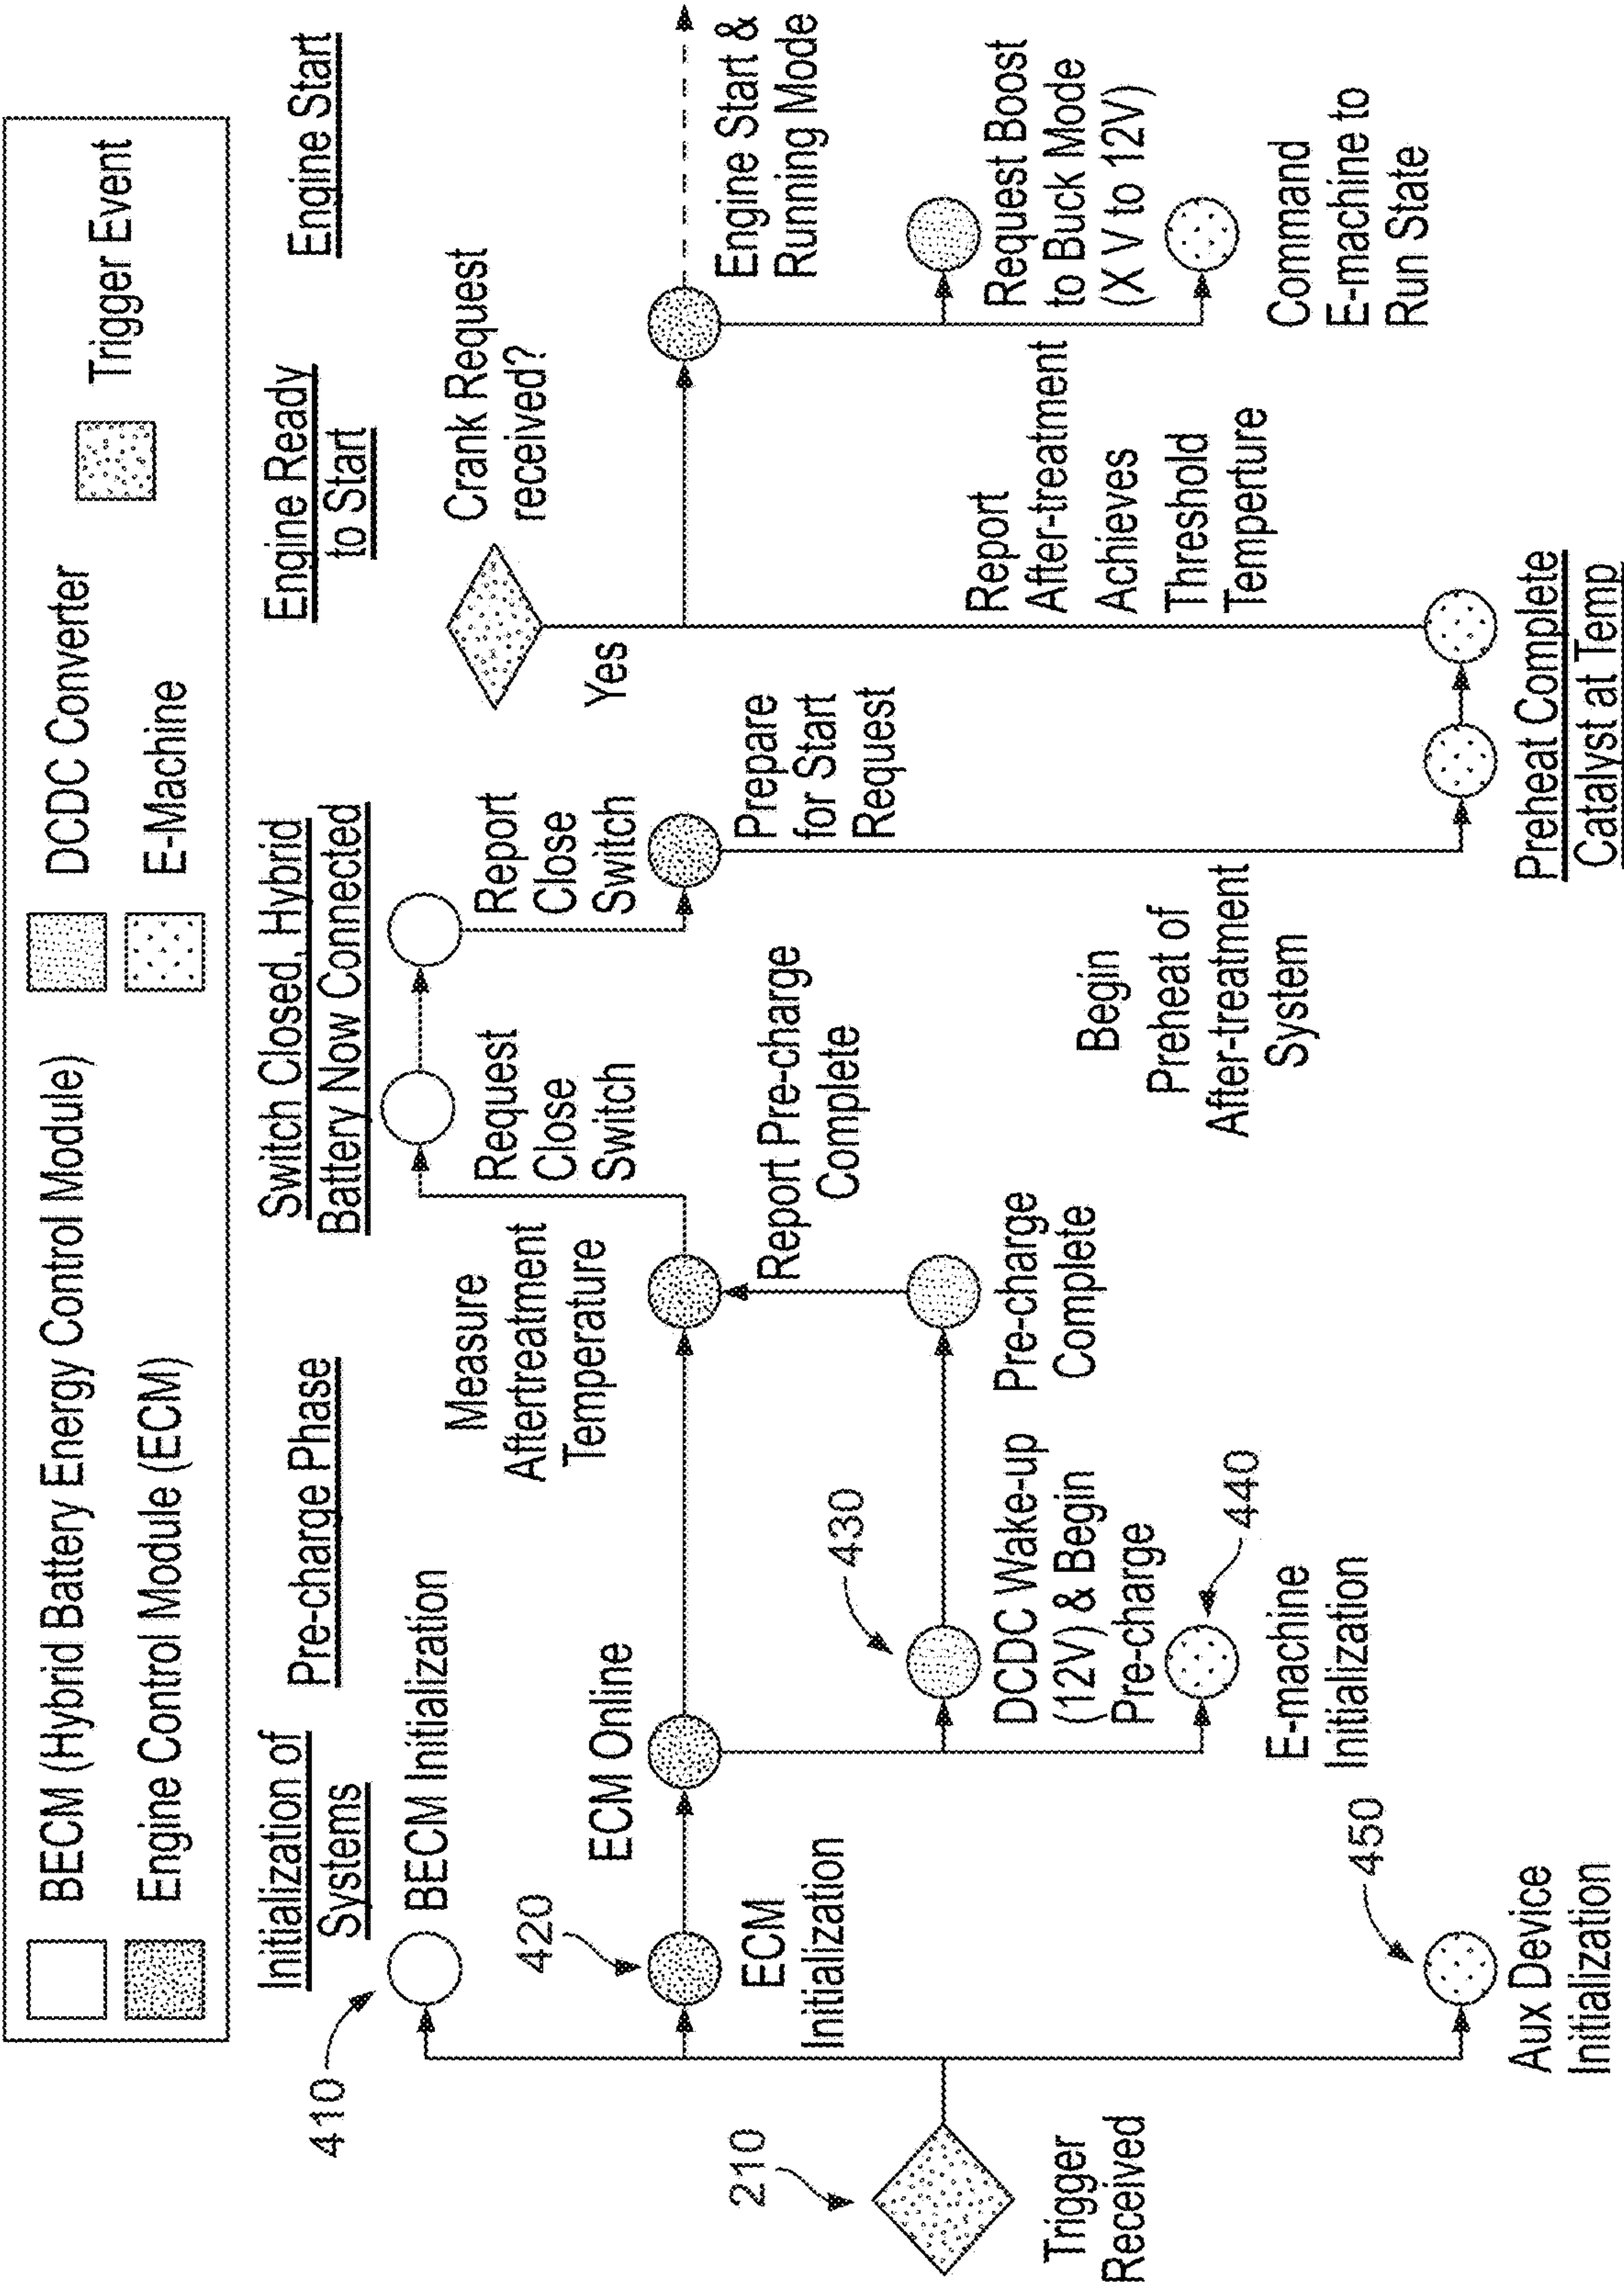 BECM (Hybrid Battery Energy Control Module)
DCDC Converter
Trigger Event
Engine Control Module (ECM)
E-Machine
Initialization of
Systems
Pre-charge Phase
Switch Closed, Hybrid
Battery Now Connected
Engine Ready
to Start
Engine Start
410
BECM Initialization
Request
Close
Switch
Report
Close
Switch
Crank Request
received?
Yes
Measure
Aftertreatment
Temperature
420
ECM Online
ECM
Initialization
Prepare
for Start
Request
Engine Start &
Running Mode
Report Pre-charge
Complete
210
Trigger
Received
430
DCDC Wake-up
(12V) & Begin
Pre-charge
Pre-charge
Complete
Request Boost
to Buck Mode
(X V to 12V)
Report
After-treatment
Achieves
Threshold
Temperture
Begin
Preheat of
After-treatment
System
440
E-machine
Initialization
Command
E-machine to
Run State
450
Aux Device
Initialization
Preheat Complete
Catalyst at Temp